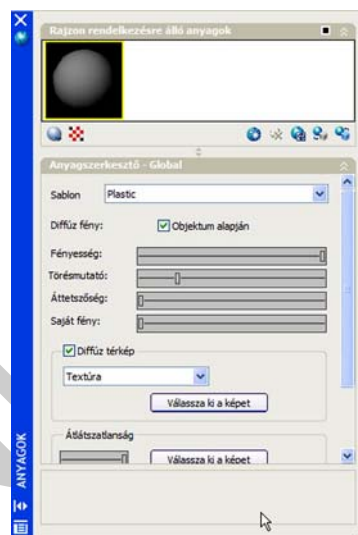 Rajzon rendelkezésre álló anyagok
Anyagszerkesztő - Global
Sablon Plastic
Diffúz fény: Objektum alapján
Fényesség:
Törésmutató:
Áttetszőség:
Saját fény:
Diffúz térkép
Textúra
Válassza ki a képet
Átlátszatlanság
Válassza ki a képet
ANYAGOK